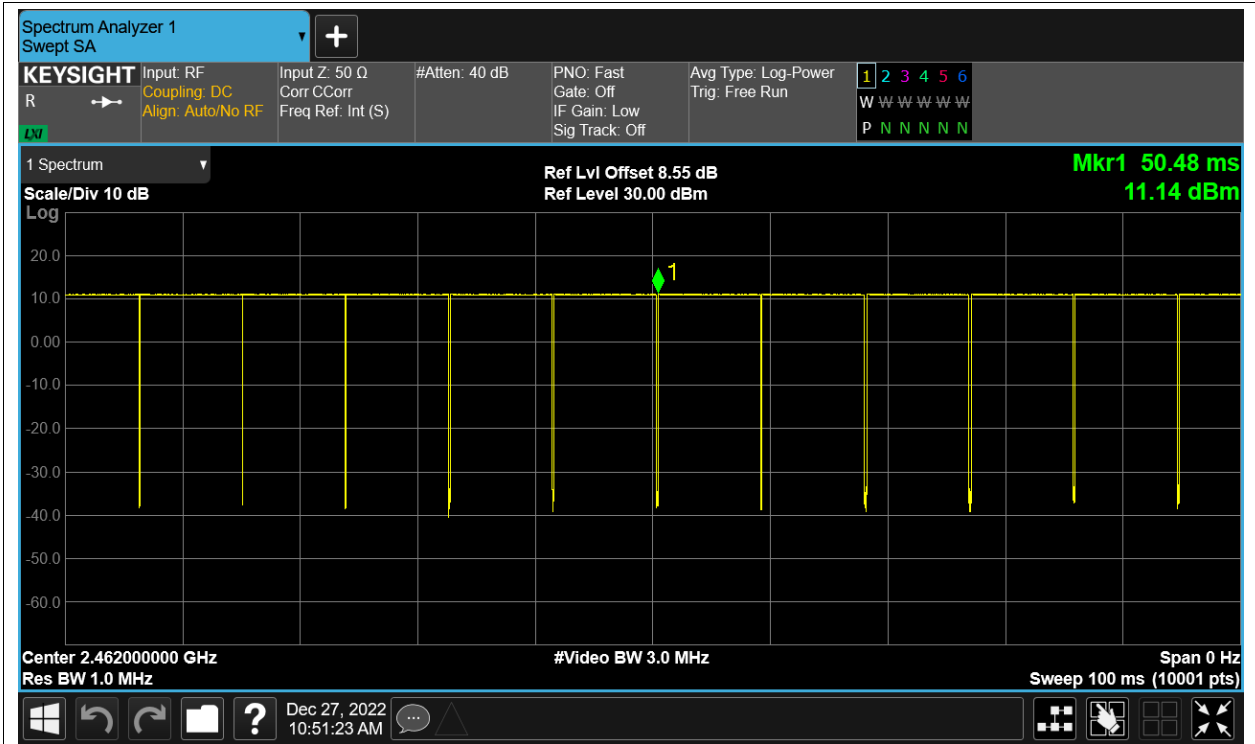 Spectrum Analyzer 1
Swept SA
KEYSIGHT
R
LXI
Input: RF
Coupling: DC
Align: Auto/No RF
Input Z: 50 Ω
Corr CCorr
Freq Ref: Int (S)
#Atten: 40 dB
PNO: Fast
Gate: Off
IF Gain: Low
Sig Track: Off
Avg Type: Log-Power
Trig: Free Run
1 2 3 4 5 6
W W W W W W
P N N N N N
1 Spectrum
Scale/Div 10 dB
Ref Lvl Offset 8.55 dB
Ref Level 30.00 dBm
Mkr1 50.48 ms
11.14 dBm
Log
20.0
1
10.0
0.00
-10.0
-20.0
-30.0
-40.0
-50.0
-60.0
Center 2.462000000 GHz
Res BW 1.0 MHz
#Video BW 3.0 MHz
Span 0 Hz
Sweep 100 ms (10001 pts)
?
Dec 27, 2022
10:51:23 AM